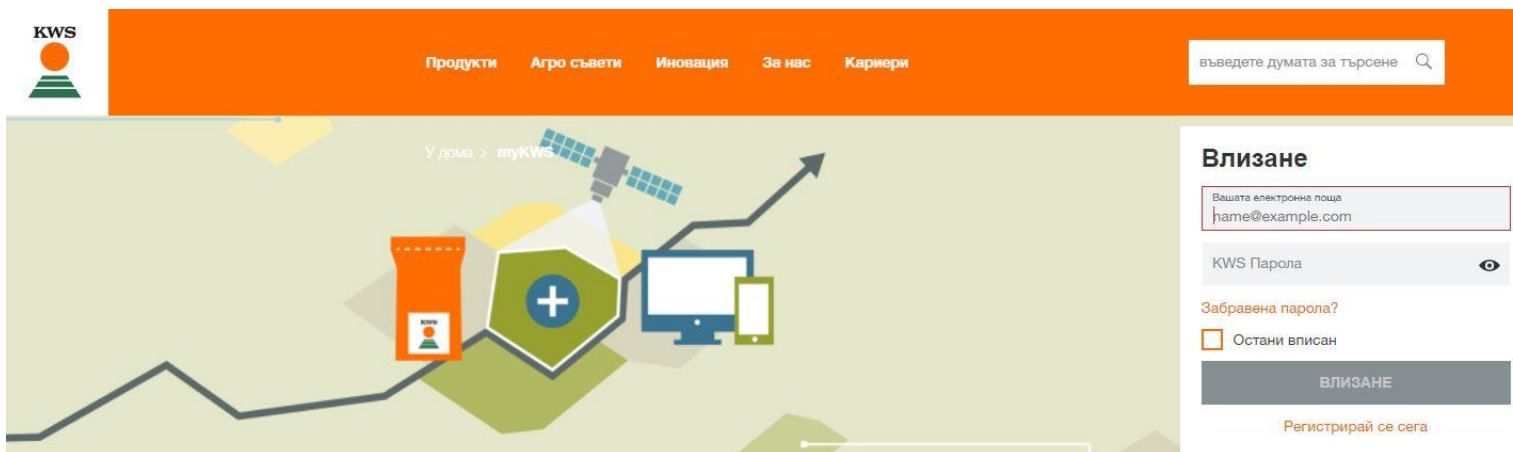 KWS
Продукти Агро съвети Иновация За нас Кариери
въведете думата за търсене
У дома > myKWS
Влизане
Вашата електронна поща
name@example.com
KWS Парола
Забравена парола?
Остани вписан
ВЛИЗАНЕ
Регистрирай се сега
KWS